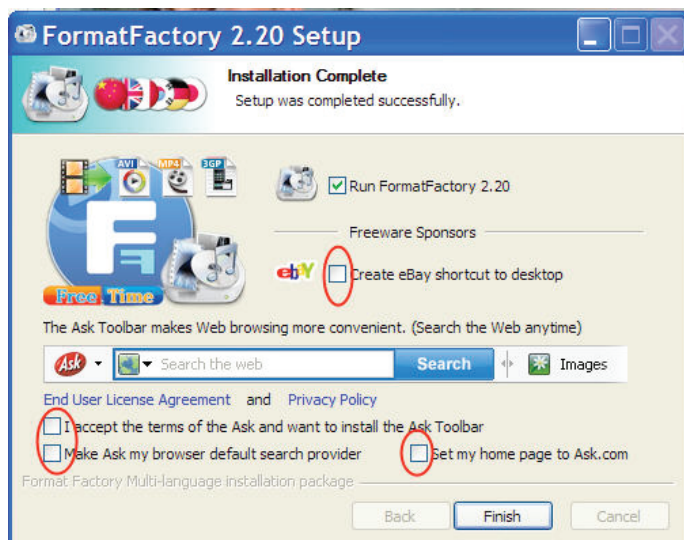 FormatFactory 2.20 Setup
Installation Complete
Setup was completed successfully.
AVI MP4 3GP
Run FormatFactory 2.20
Freeware Sponsors
ebY Create eBay shortcut to desktop
Free Time
The Ask Toolbar makes Web browsing more convenient. (Search the Web anytime)
Ask Search the web Search Images
End User License Agreement and Privacy Policy
I accept the terms of the Ask and want to install the Ask Toolbar
Make Ask my browser default search provider Set my home page to Ask.com
Format Factory Multi-language installation package
Back Finish Cancel